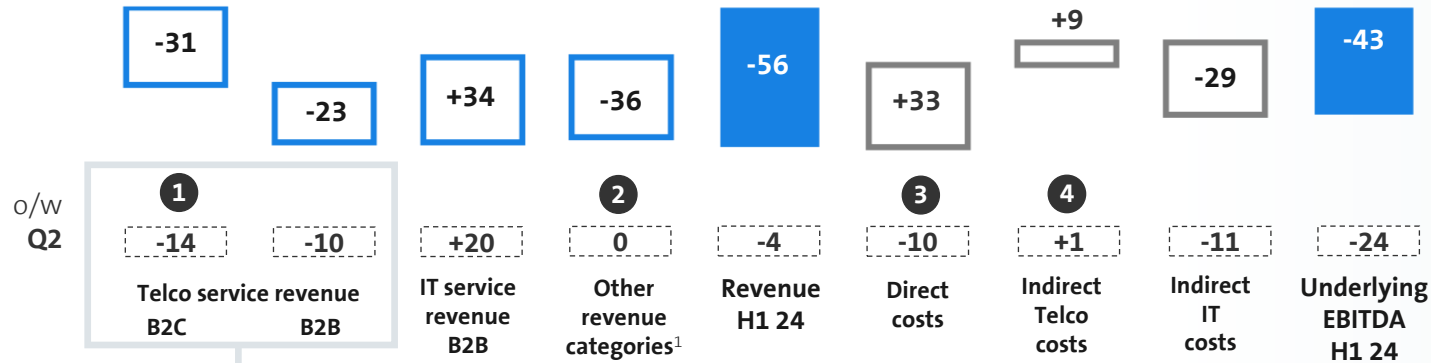 -31
-23
+34
-36
-56
+33
+9
-29
-43
o/w
Q2
1
2
3
4
-14
-10
+20
0
-4
-10
+1
-11
-24
Telco service revenue
B2C
B2B
IT service
revenue
B2B
Other
revenue
categories¹
Revenue
H1 24
Direct
costs
Indirect
Telco
costs
Indirect
IT
costs
Underlying
EBITDA
H1 24